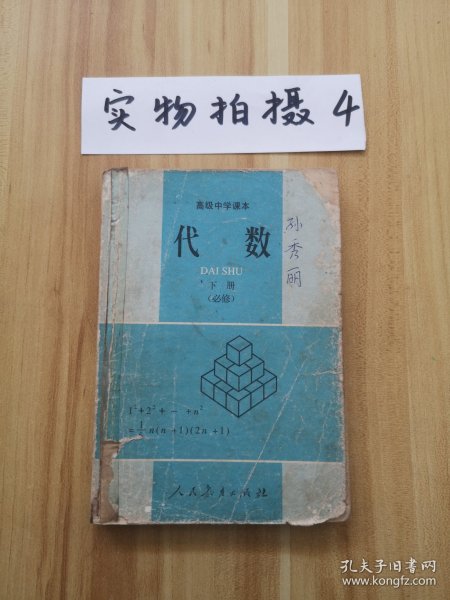 实物拍摄4
高级中学课本
代 数
DAI SHU
下 册
(必修)
孙秀丽
1²+2²+ … +n²
=1/6 n(n+1)(2n+1)
人民教育出版社
孔夫子旧书网
www.kongfz.com